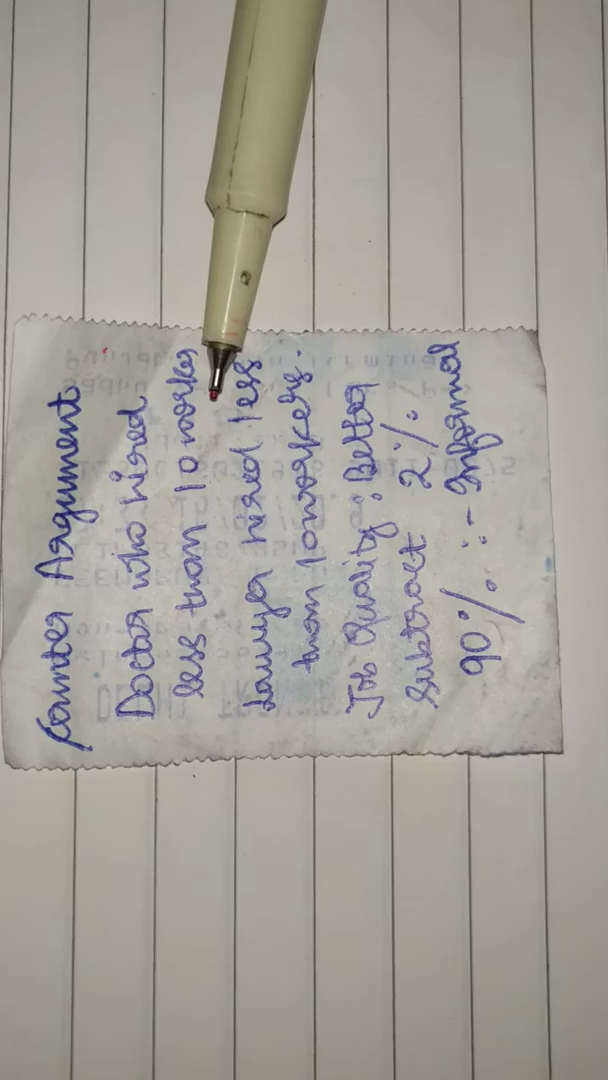 Counter Argument
Doctor who hired
less than 10 worker
Lawyer hired less
than 10 workers.
Job Quality : Better
Subtract 2%
90% :- Informal